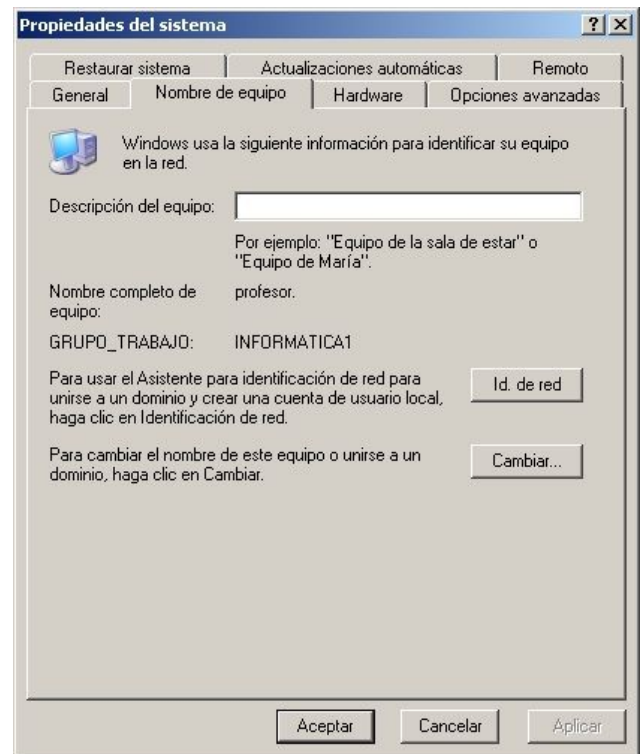 Propiedades del sistema
Restaurar sistema
Actualizaciones automáticas
Remoto
General
Nombre de equipo
Hardware
Opciones avanzadas
Windows usa la siguiente información para identificar su equipo
en la red.
Descripción del equipo:
Por ejemplo: "Equipo de la sala de estar" o
"Equipo de María".
Nombre completo de
equipo:
profesor.
GRUPO_TRABAJO:
INFORMATICA1
Para usar el Asistente para identificación de red para
unirse a un dominio y crear una cuenta de usuario local,
haga clic en Identificación de red.
Id. de red
Para cambiar el nombre de este equipo o unirse a un
dominio, haga clic en Cambiar.
Cambiar...
Aceptar
Cancelar
Aplicar